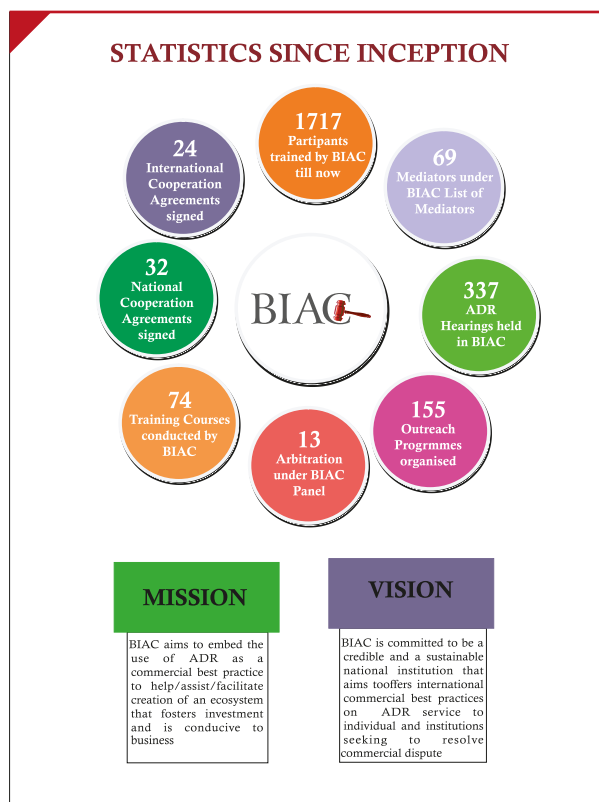 STATISTICS SINCE INCEPTION
1717
Partipants
trained by BIAC
till now
24
International
Cooperation
Agreements
signed
69
Mediators under
BIAC List of
Mediators
32
National
Cooperation
Agreements
signed
BIAC
337
ADR
Hearings held
in BIAC
74
Training Courses
conducted by
BIAC
13
Arbitration
under BIAC
Panel
155
Outreach
Progrmmes
organised
MISSION
BIAC aims to embed the
use of ADR as a
commercial best practice
to help/assist/facilitate
creation of an ecosystem
that fosters investment
and is conducive to
business
VISION
BIAC is committed to be a
credible and a sustainable
national institution that
aims tooffers international
commercial best practices
on ADR service to
individual and institutions
seeking to resolve
commercial dispute